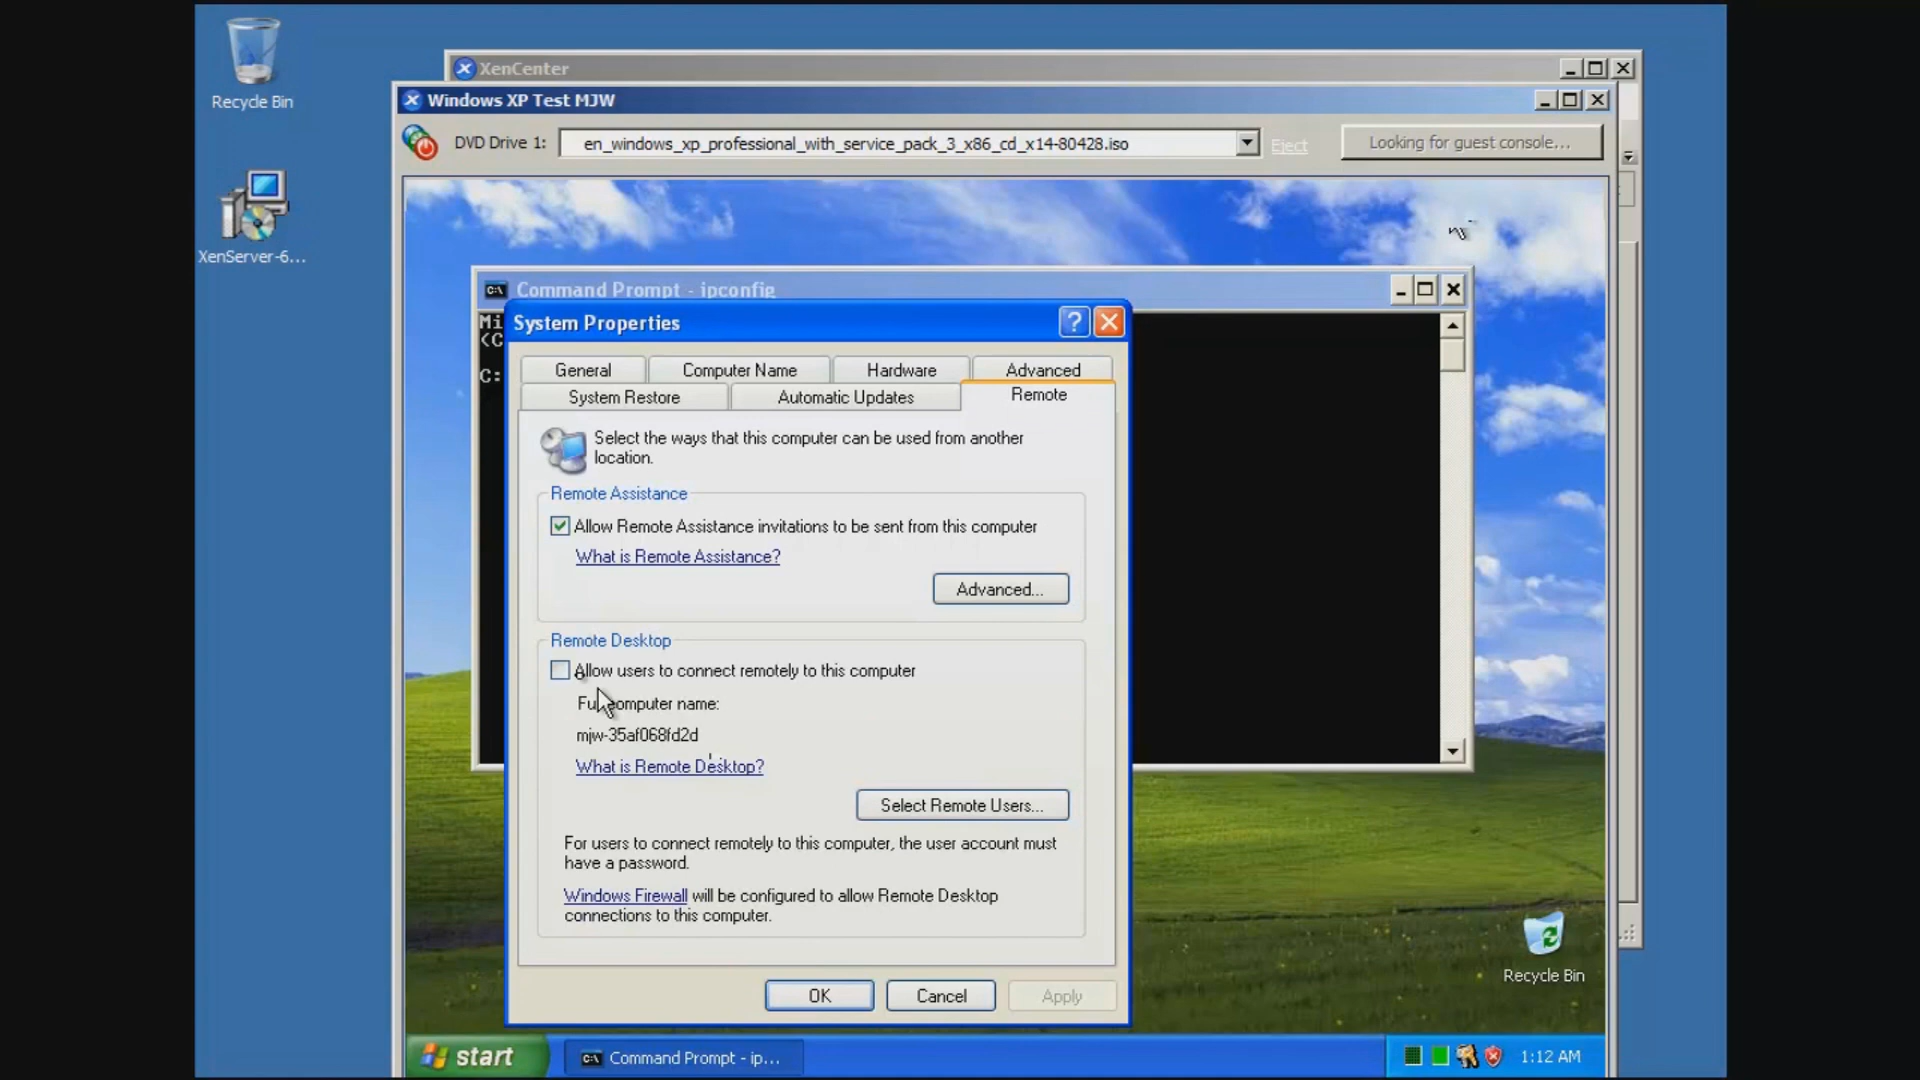 Recycle Bin
XenServer-6...
XenCenter
Windows XP Test MJW
DVD Drive 1:
en_windows_xp_professional_with_service_pack_3_x86_cd_x14-80428.iso
Eject
Looking for guest console...
Command Prompt - ipconfig
Mi
(C
C:
System Properties
General
Computer Name
Hardware
Advanced
System Restore
Automatic Updates
Remote
Select the ways that this computer can be used from another
location.
Remote Assistance
Allow Remote Assistance invitations to be sent from this computer
What is Remote Assistance?
Advanced...
Remote Desktop
Allow users to connect remotely to this computer
Full computer name:
mjw-35af068fd2d
What is Remote Desktop?
Select Remote Users...
For users to connect remotely to this computer, the user account must
have a password.
Windows Firewall will be configured to allow Remote Desktop
connections to this computer.
OK
Cancel
Apply
Recycle Bin
start
Command Prompt - ip...
1:12 AM